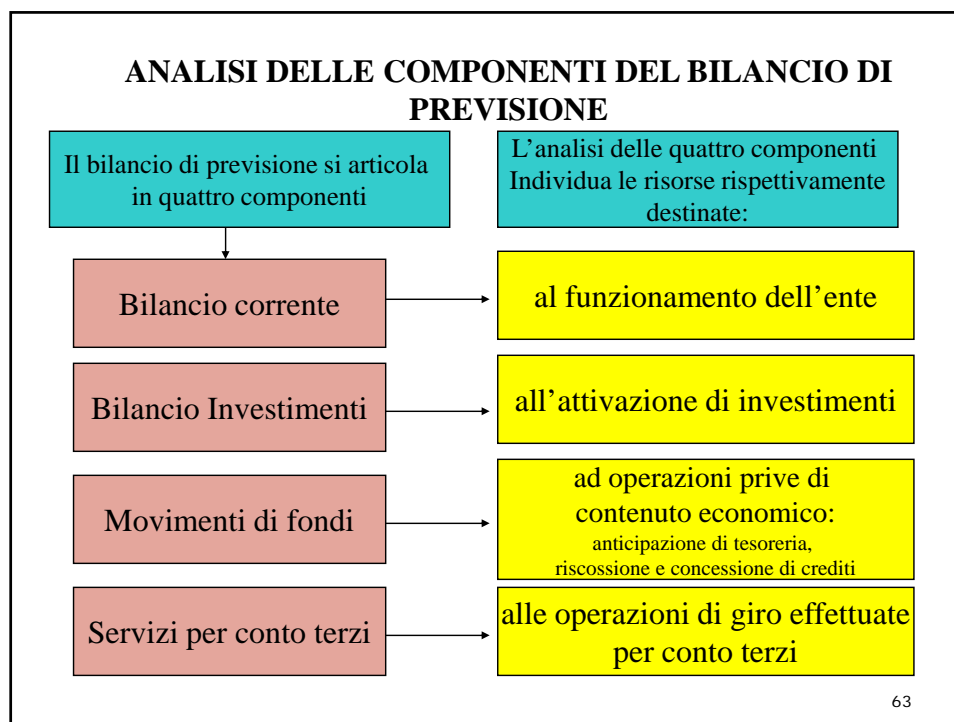 ANALISI DELLE COMPONENTI DEL BILANCIO DI
PREVISIONE
Il bilancio di previsione si articola
in quattro componenti
L’analisi delle quattro componenti
Individua le risorse rispettivamente
destinate:
Bilancio corrente
al funzionamento dell’ente
Bilancio Investimenti
all’attivazione di investimenti
Movimenti di fondi
ad operazioni prive di
contenuto economico:
anticipazione di tesoreria,
riscossione e concessione di crediti
Servizi per conto terzi
alle operazioni di giro effettuate
per conto terzi
63